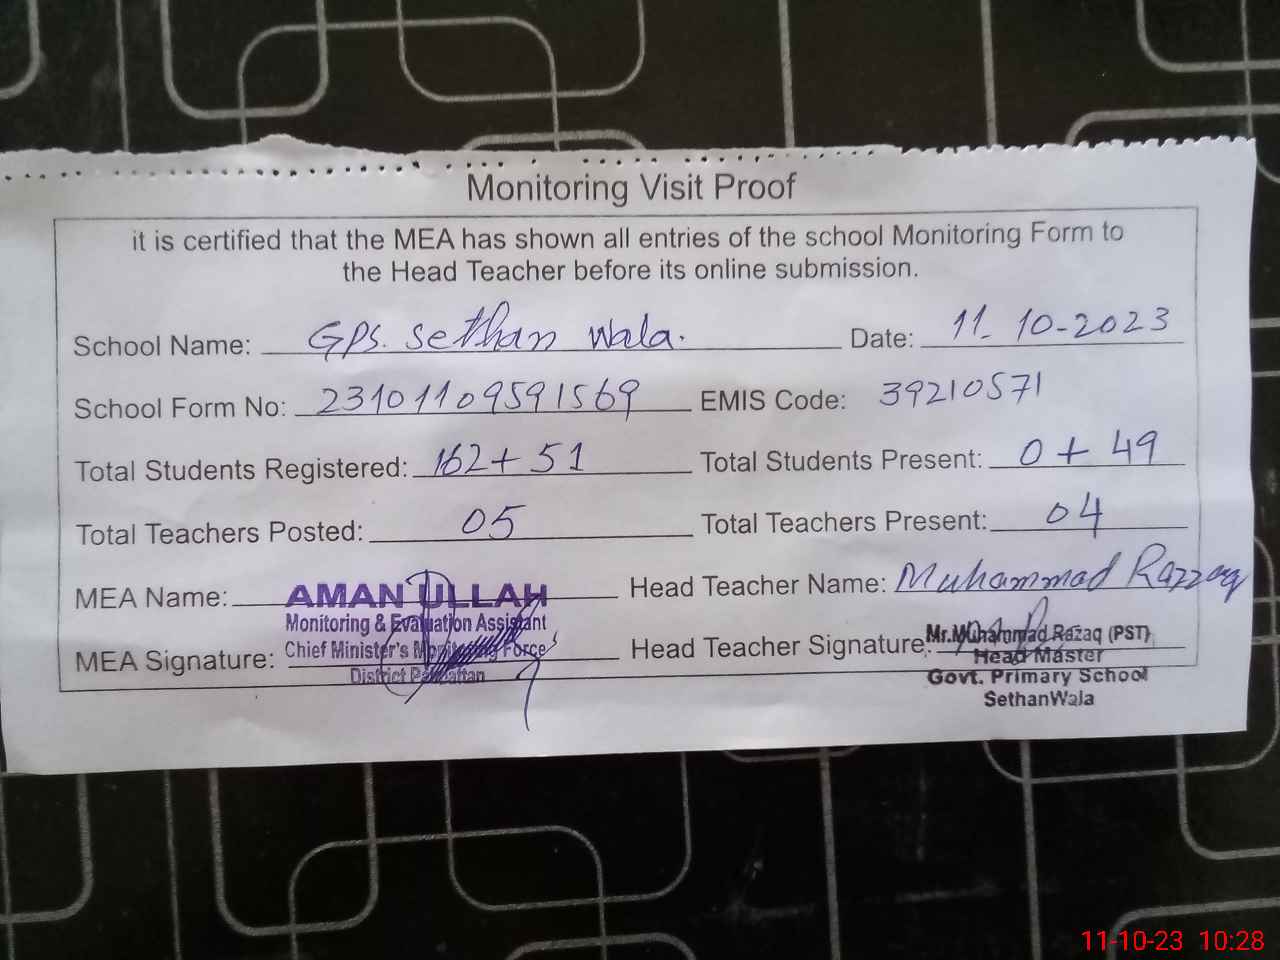 Monitoring Visit Proof
it is certified that the MEA has shown all entries of the school Monitoring Form to
the Head Teacher before its online submission.
School Name: GPS. Sethan Wala. Date: 11-10-2023
School Form No: 23101109591569 EMIS Code: 39210571
Total Students Registered: 162+51 Total Students Present: 0+49
Total Teachers Posted: 05 Total Teachers Present: 04
MEA Name: AMAN ULLAH Head Teacher Name: Muhammad Razzaq
Monitoring & Evaluation Assistant
Chief Minister's Monitoring Force
MEA Signature: Head Teacher Signature: Mr.Muhammad Razaq (PST)
District Pakpattan Head Master
Govt. Primary School
SethanWala
11-10-23 10:28